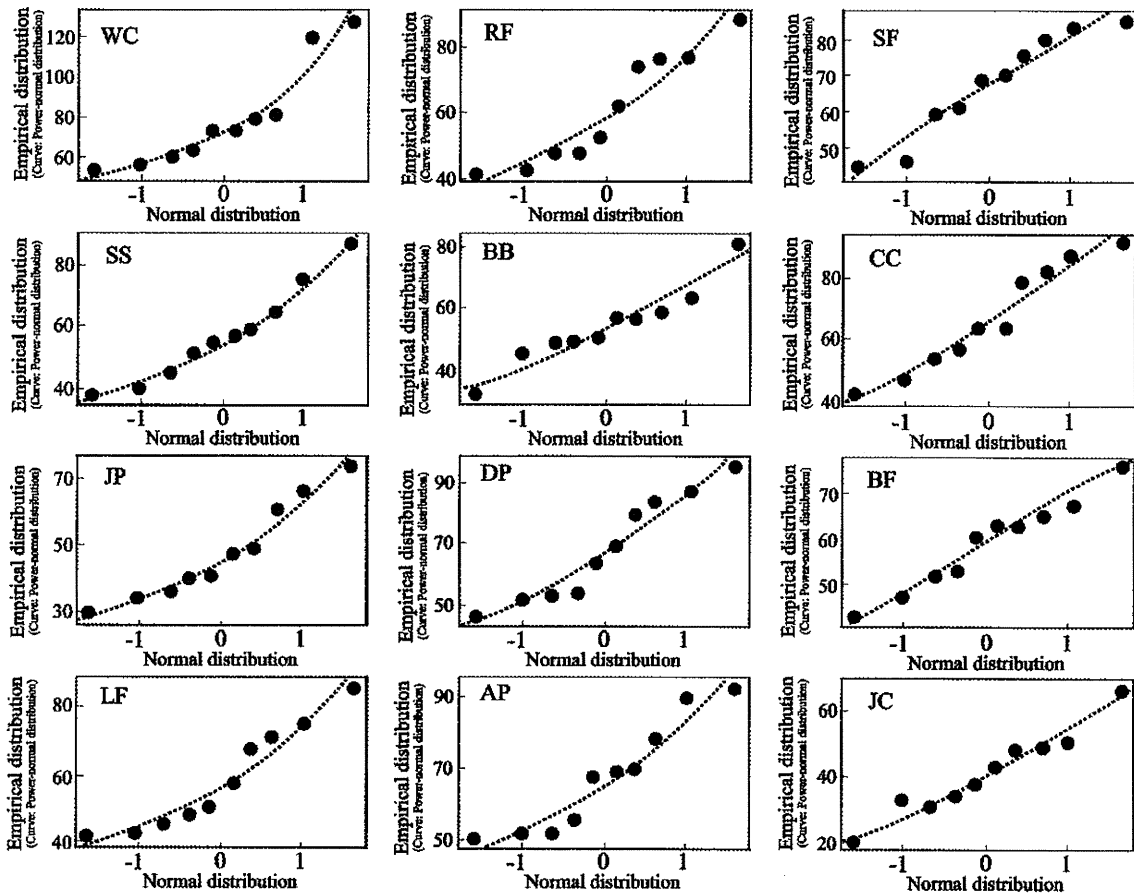 WC
Empirical distribution
(Curve: Power-normal distribution)
120
100
80
60
-1
0
1
Normal distribution
RF
Empirical distribution
(Curve: Power-normal distribution)
80
60
40
-1
0
1
Normal distribution
SF
Empirical distribution
(Curve: Power-normal distribution)
80
70
60
50
-1
0
1
Normal distribution
SS
Empirical distribution
(Curve: Power-normal distribution)
80
60
40
-1
0
1
Normal distribution
BB
Empirical distribution
(Curve: Power-normal distribution)
80
60
40
-1
0
1
Normal distribution
CC
Empirical distribution
(Curve: Power-normal distribution)
80
60
40
-1
0
1
Normal distribution
JP
Empirical distribution
(Curve: Power-normal distribution)
70
50
30
-1
0
1
Normal distribution
DP
Empirical distribution
(Curve: Power-normal distribution)
90
70
50
-1
0
1
Normal distribution
BF
Empirical distribution
(Curve: Power-normal distribution)
70
60
50
-1
0
1
Normal distribution
LF
Empirical distribution
(Curve: Power-normal distribution)
80
60
40
-1
0
1
Normal distribution
AP
Empirical distribution
(Curve: Power-normal distribution)
90
70
50
-1
0
1
Normal distribution
JC
Empirical distribution
(Curve: Power-normal distribution)
60
40
20
-1
0
1
Normal distribution